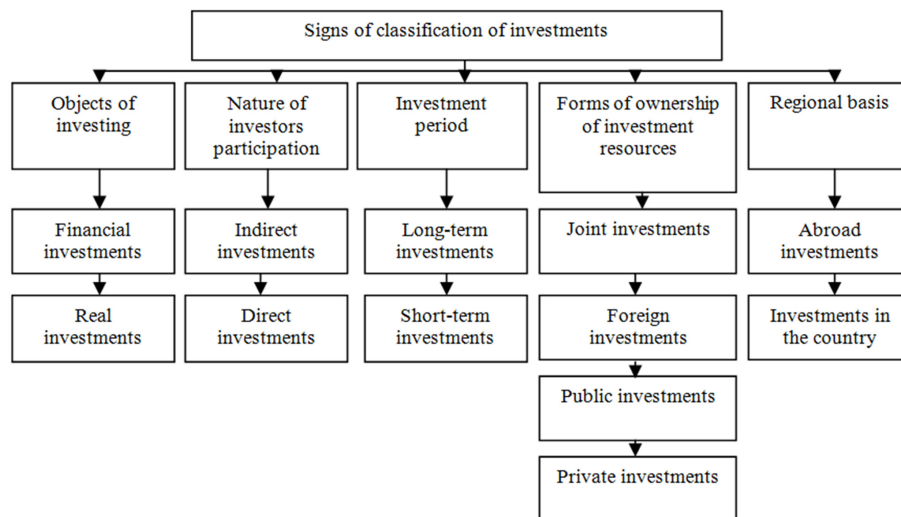 Signs of classification of investments
Objects of
investing
Nature of
investors
participation
Investment
period
Forms of ownership
of investment
resources
Regional basis
Financial
investments
Indirect
investments
Long-term
investments
Joint investments
Abroad
investments
Real
investments
Direct
investments
Short-term
investments
Foreign
investments
Investments in
the country
Public investments
Private investments